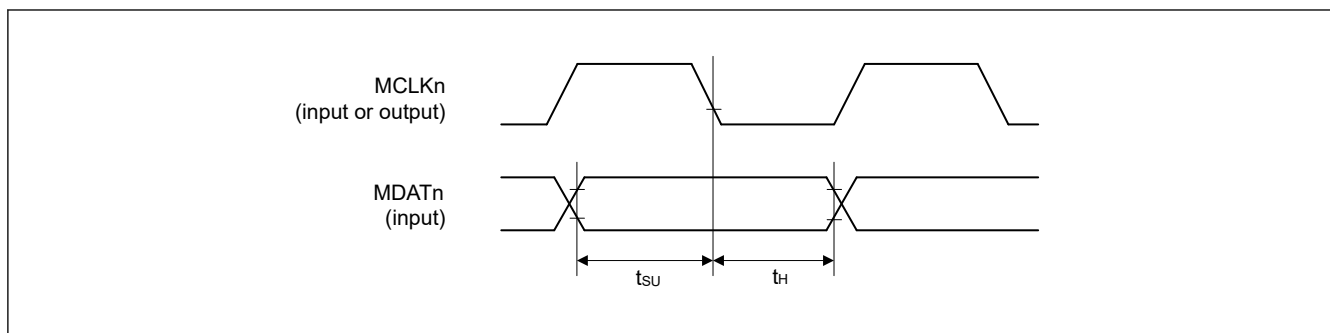 MCLKn
(input or output)
MDATn
(input)
tSU
tH